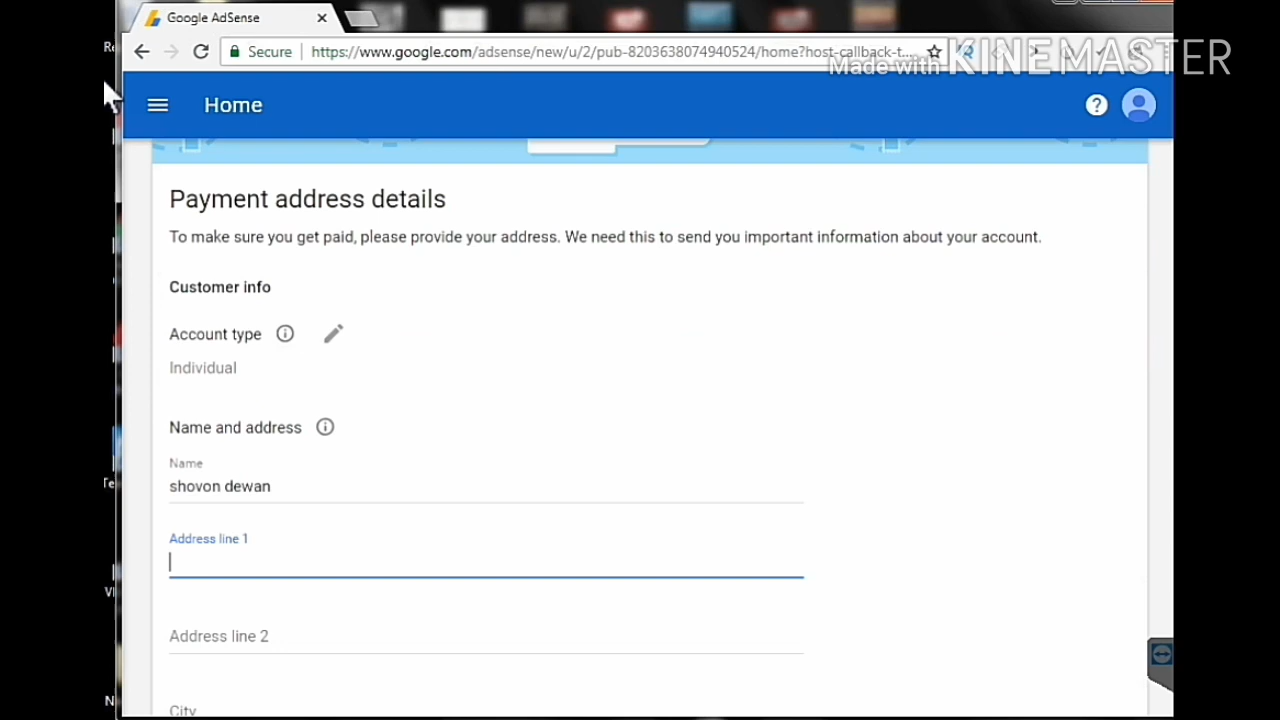 Google AdSense
Secure https://www.google.com/adsense/new/u/2/pub-8203638074940524/home?host-callback-t...
Made with KINEMASTER
Home
Payment address details
To make sure you get paid, please provide your address. We need this to send you important information about your account.
Customer info
Account type
Individual
Name and address
Name
shovon dewan
Address line 1
Address line 2
City